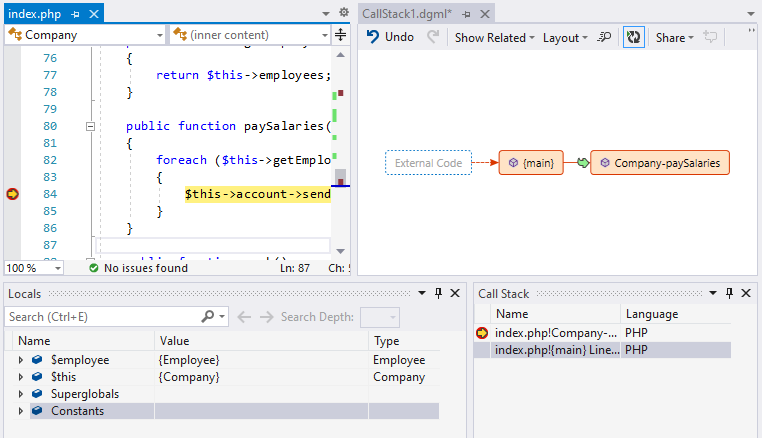 index.php
CallStack1.dgml*
Company
(inner content)
Undo
Show Related
Layout
Share
76 {
77 return $this->employees;
78 }
79
80 public function paySalaries(
81 {
82 foreach ($this->getEmplo
83 {
84 $this->account->send
85 }
86 }
87
External Code
{main}
Company-paySalaries
100 %
No issues found
Ln: 87
Ch: 5
Locals
Search (Ctrl+E)
Search Depth:
Name Value Type
$employee {Employee} Employee
$this {Company} Company
Superglobals
Constants
Call Stack
Name Language
index.php!Company-... PHP
index.php!{main} Line... PHP